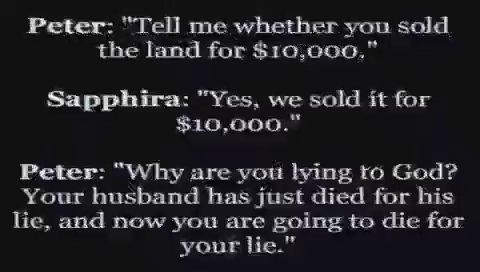 Peter: "Tell me whether you sold
the land for $10,000."
Sapphira: "Yes, we sold it for
$10,000."
Peter: "Why are you lying to God?
Your husband has just died for his
lie, and now you are going to die for
your lie."